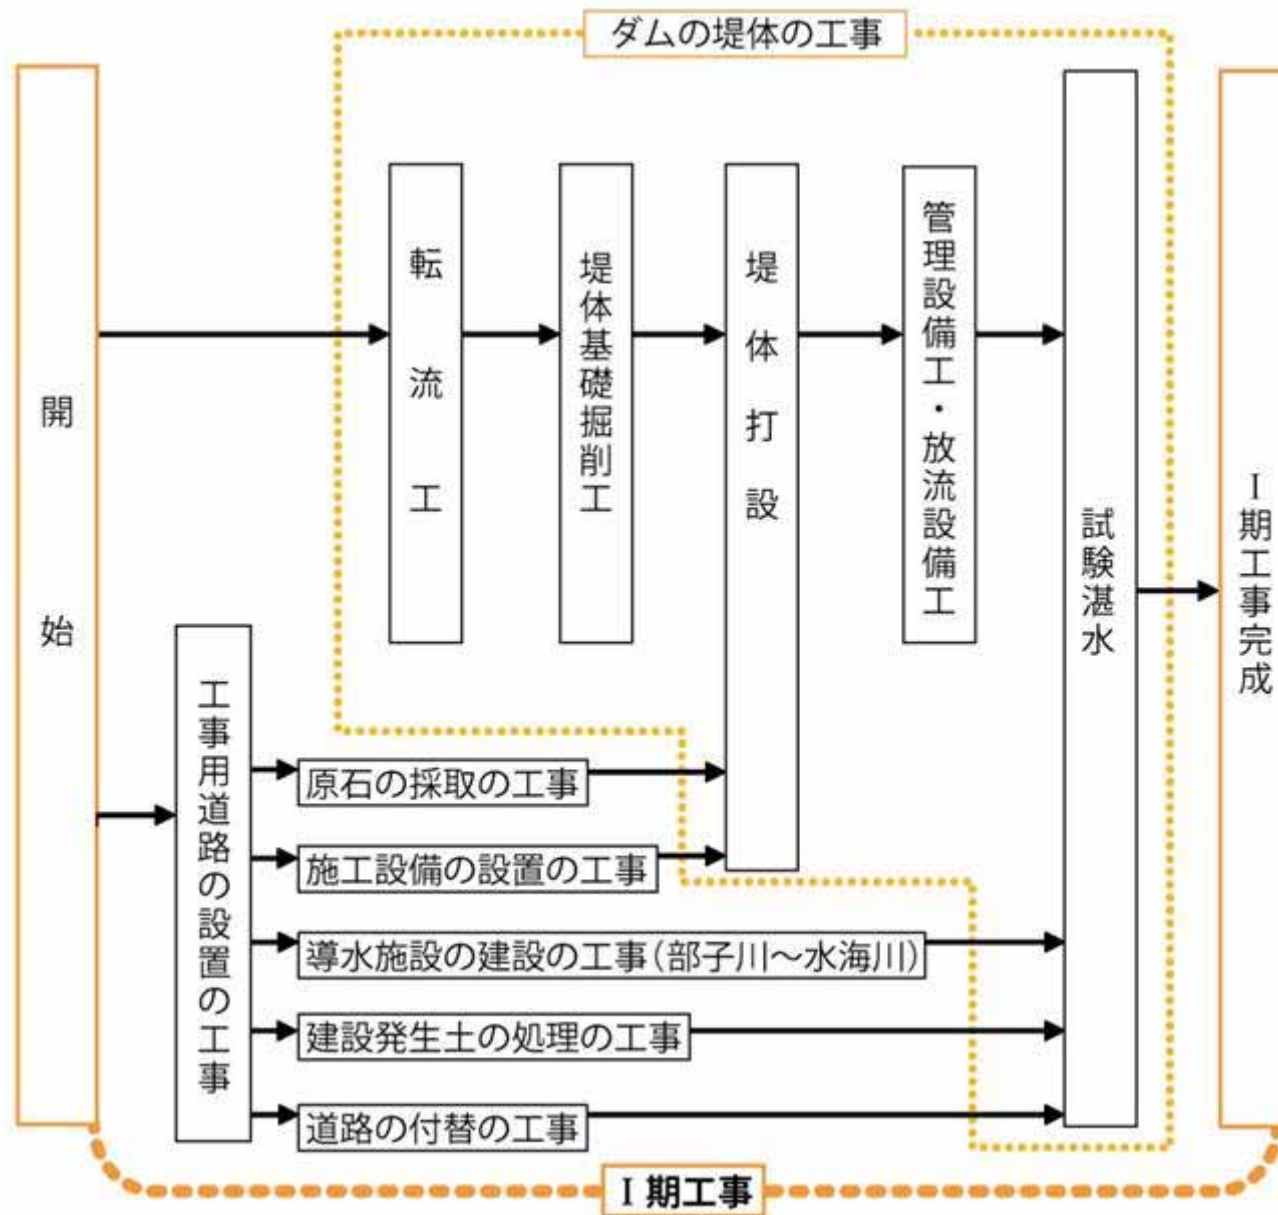 ダムの堤体の工事
開始
転流工
堤体基礎掘削工
堤体打設
管理設備工・放流設備工
試験湛水
Ⅰ期工事完成
工事用道路の設置の工事
原石の採取の工事
施工設備の設置の工事
導水施設の建設の工事（部子川～水海川）
建設発生土の処理の工事
道路の付替の工事
Ⅰ期工事